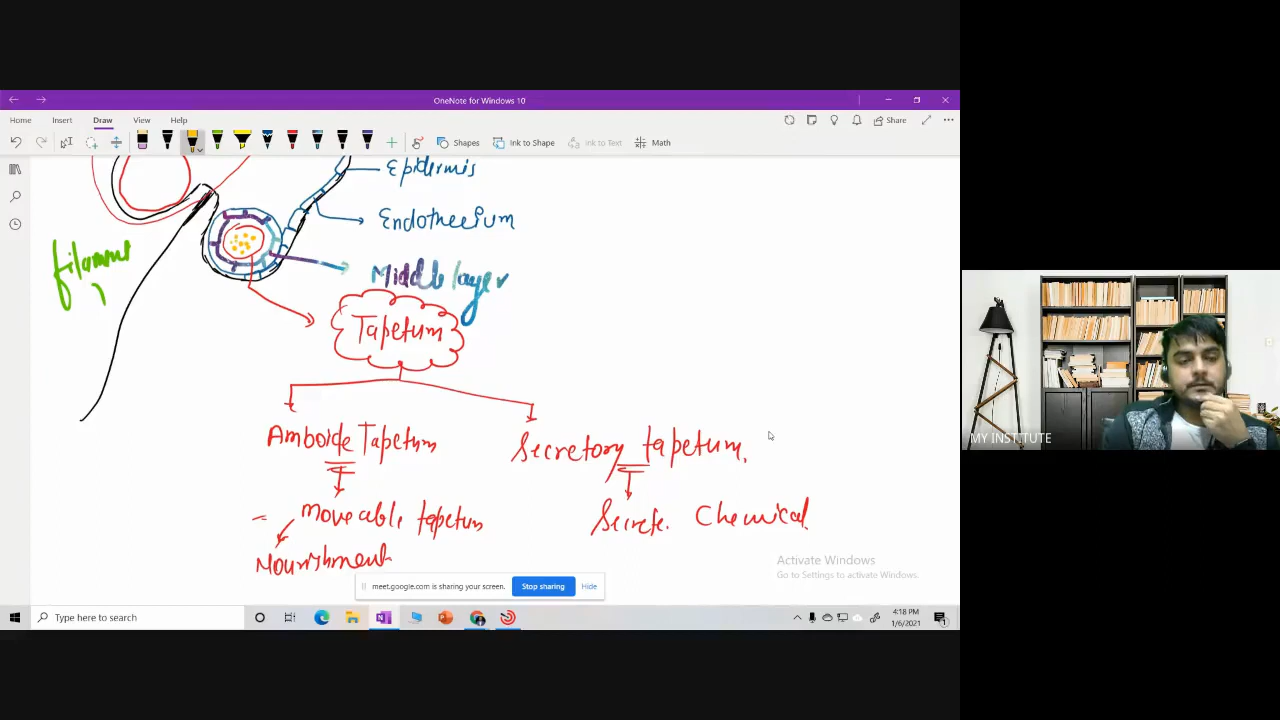 OneNote for Windows 10
Home Insert Draw View Help
Share
Shapes Ink to Shape Ink to Text Math
Epidermis
Endothecium
filament
Middle layer
Tapetum
Amboide Tapetum
Secretory tapetum.
Moveable tapetum
Secrete. Chemical.
Nourishment
MY INSTITUTE
Activate Windows
Go to Settings to activate Windows.
meet.google.com is sharing your screen. Stop sharing Hide
Type here to search
4:18 PM
1/6/2021